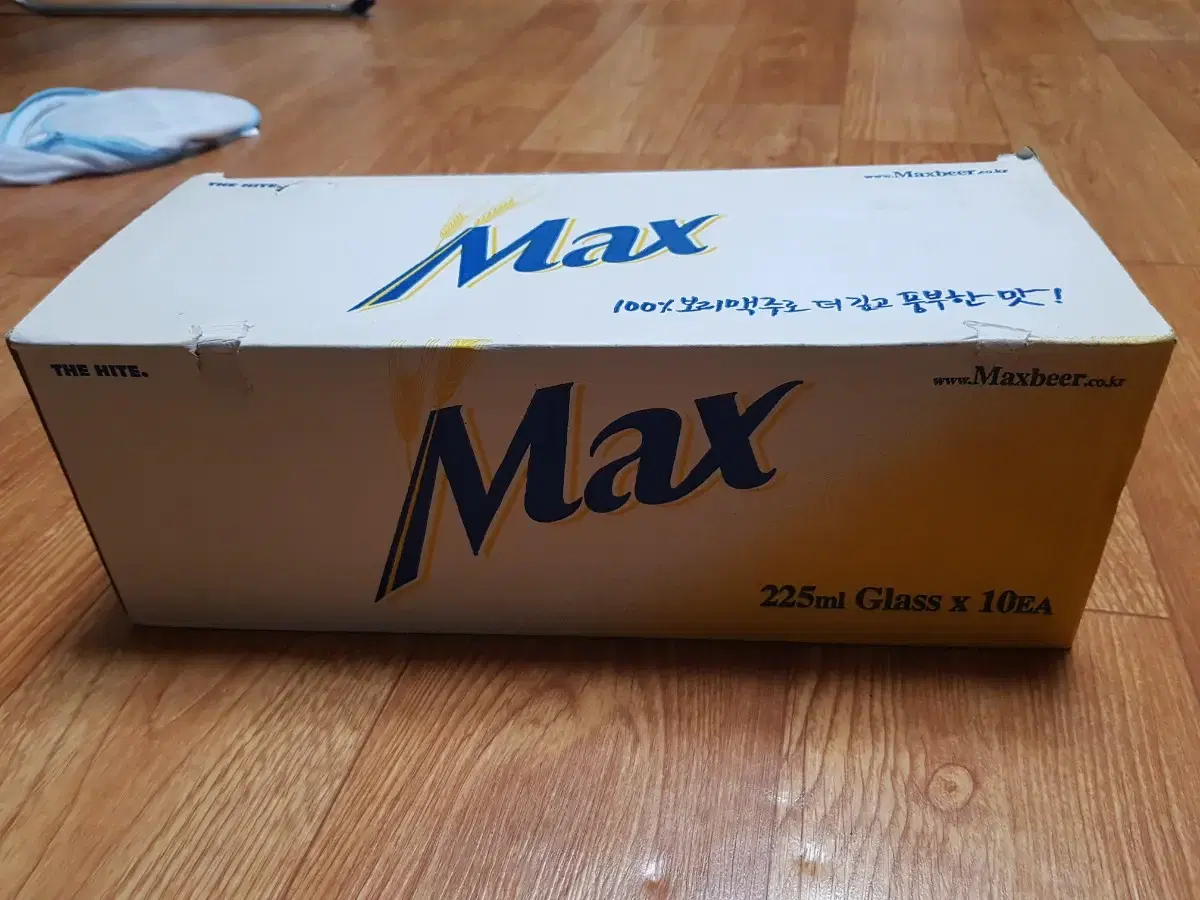 THE HITE.
www.Maxbeer.co.kr
Max
100% 보리맥주로 더 깊고 풍부한 맛!
THE HITE.
www.Maxbeer.co.kr
Max
225ml Glass x 10EA